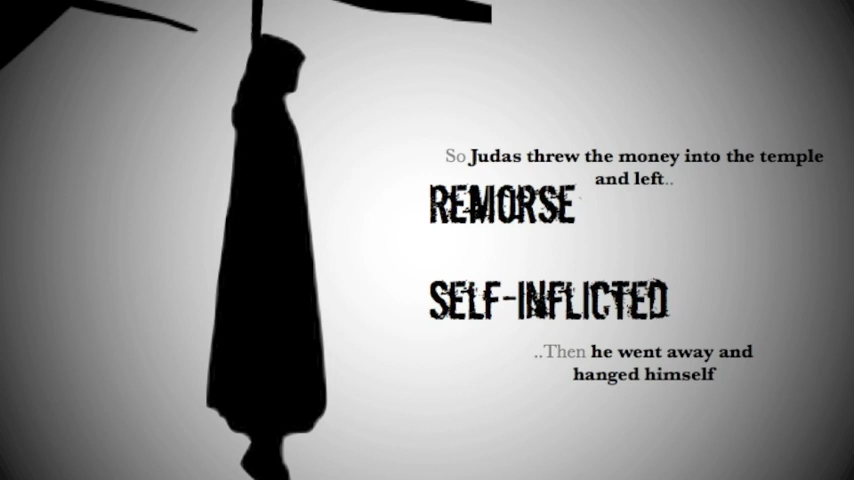 So Judas threw the money into the temple
and left..
REMORSE
SELF-INFLICTED
..Then he went away and
hanged himself